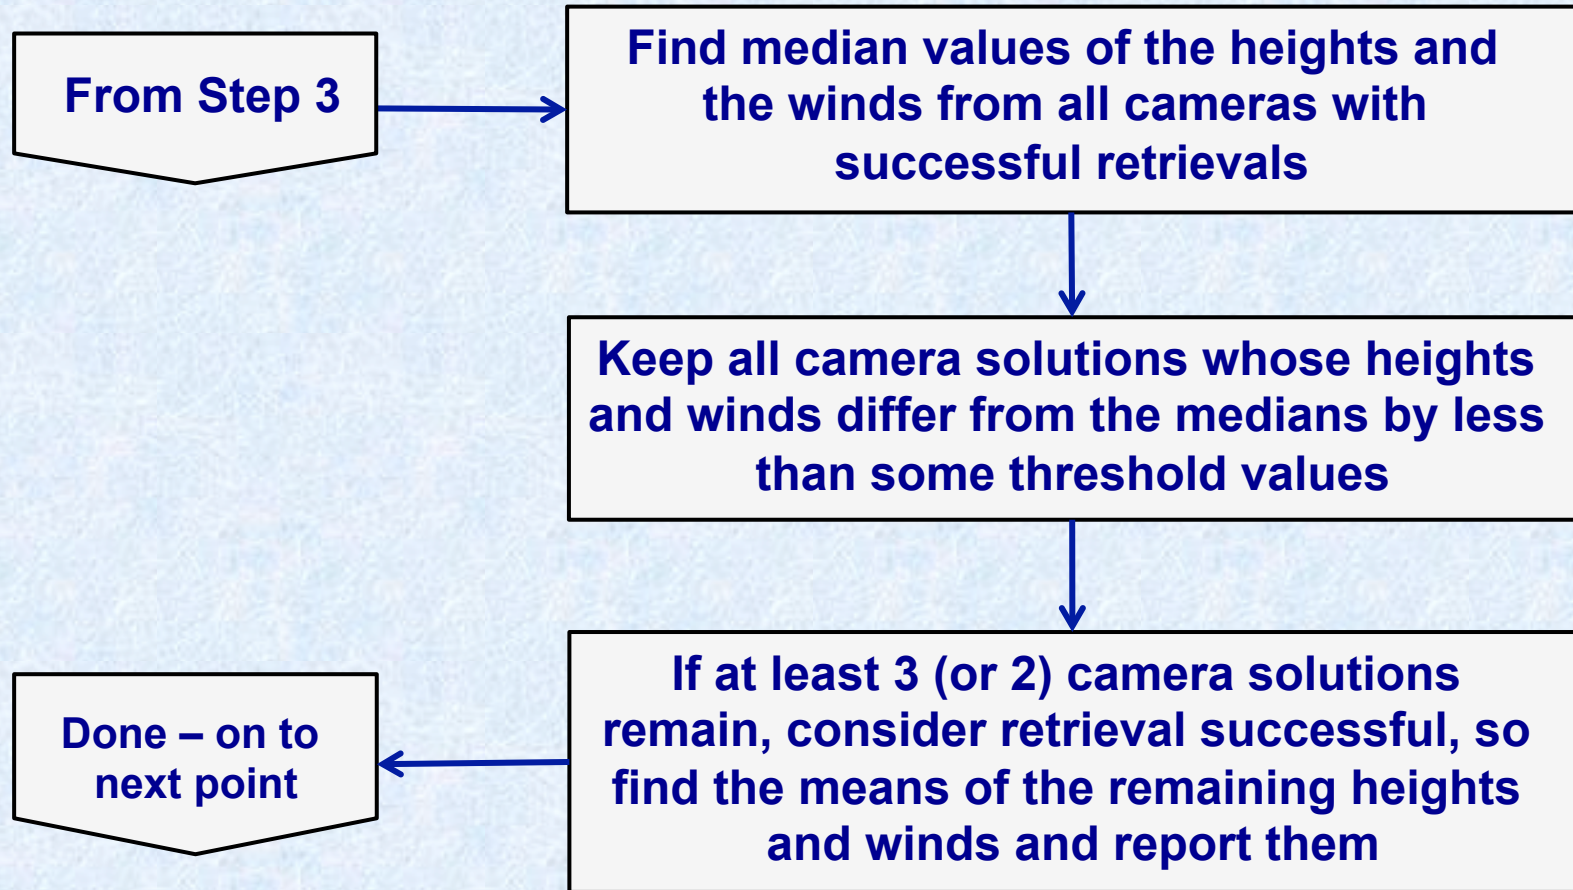 From Step 3
Find median values of the heights and
the winds from all cameras with
successful retrievals
Keep all camera solutions whose heights
and winds differ from the medians by less
than some threshold values
If at least 3 (or 2) camera solutions
remain, consider retrieval successful, so
find the means of the remaining heights
and winds and report them
Done – on to
next point